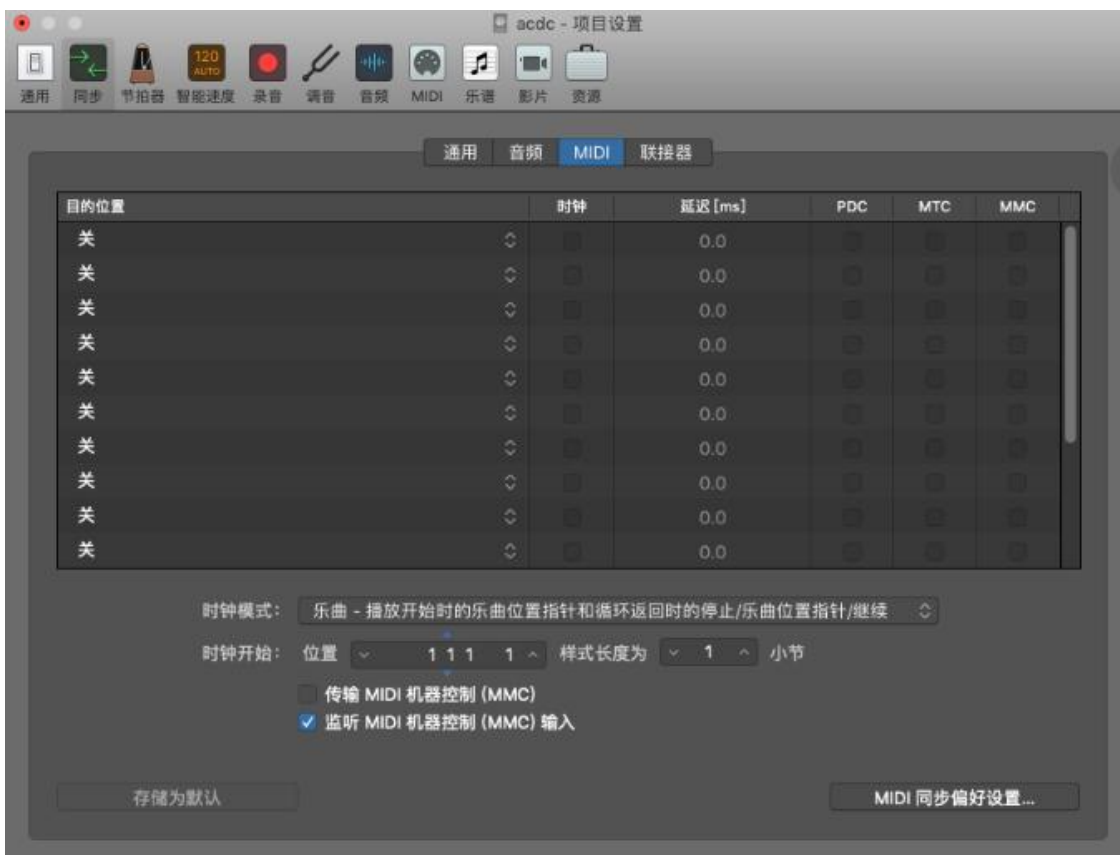 acdc - 项目设置
120
AUTO
通用 同步 节拍器 智能速度 录音 调音 音频 MIDI 乐谱 影片 资源
通用 音频 MIDI 联接器
目的位置 时钟 延迟 [ms] PDC MTC MMC
关 0.0
关 0.0
关 0.0
关 0.0
关 0.0
关 0.0
关 0.0
关 0.0
关 0.0
关 0.0
时钟模式: 乐曲 - 播放开始时的乐曲位置指针和循环返回时的停止/乐曲位置指针/继续
时钟开始: 位置 1 1 1 1 样式长度为 1 小节
传输 MIDI 机器控制 (MMC)
监听 MIDI 机器控制 (MMC) 输入
存储为默认 MIDI 同步偏好设置...